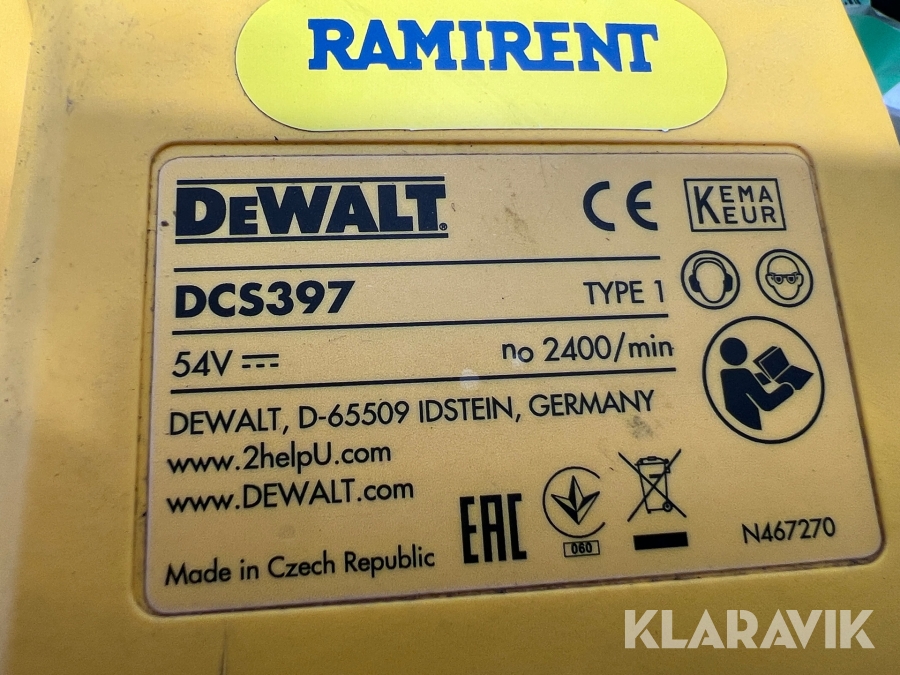 RAMIRENT
DEWALT®
CE
KEMA
KEUR
DCS397
TYPE 1
54V
no 2400/min
DEWALT, D-65509 IDSTEIN, GERMANY
www.2helpU.com
www.DEWALT.com
EAC
060
N467270
Made in Czech Republic
KLARAVIK